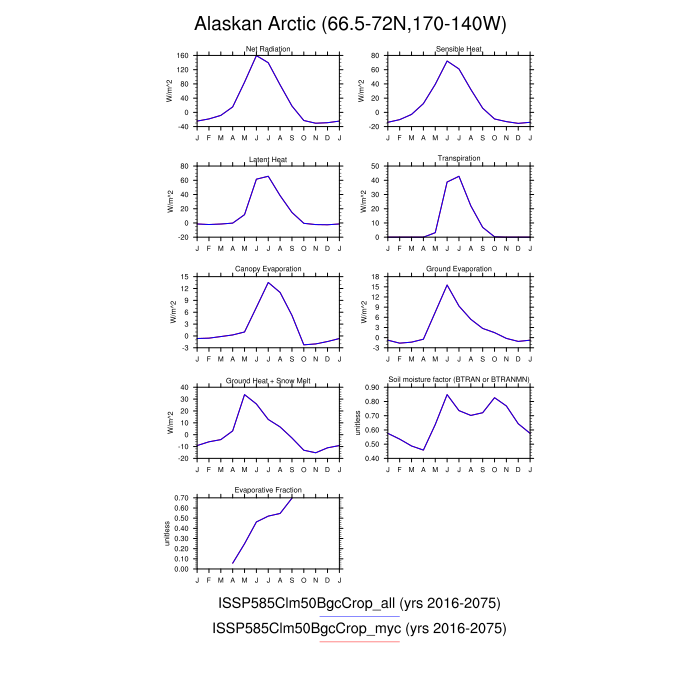 Alaskan Arctic (66.5-72N,170-140W)
Net Radiation
Sensible Heat
160
120
80
40
0
-40
W/m^2
J F M A M J J A S O N D J
80
60
40
20
0
-20
W/m^2
J F M A M J J A S O N D J
Latent Heat
Transpiration
80
60
40
20
0
-20
W/m^2
J F M A M J J A S O N D J
50
40
30
20
10
0
W/m^2
J F M A M J J A S O N D J
Canopy Evaporation
Ground Evaporation
15
12
9
6
3
0
-3
W/m^2
J F M A M J J A S O N D J
18
15
12
9
6
3
0
-3
W/m^2
J F M A M J J A S O N D J
Ground Heat + Snow Melt
Soil moisture factor (BTRAN or BTRANMN)
40
30
20
10
0
-10
-20
W/m^2
J F M A M J J A S O N D J
0.90
0.80
0.70
0.60
0.50
0.40
unitless
J F M A M J J A S O N D J
Evaporative Fraction
0.70
0.60
0.50
0.40
0.30
0.20
0.10
0.00
unitless
J F M A M J J A S O N D J
ISSP585Clm50BgcCrop_all (yrs 2016-2075)
ISSP585Clm50BgcCrop_myc (yrs 2016-2075)